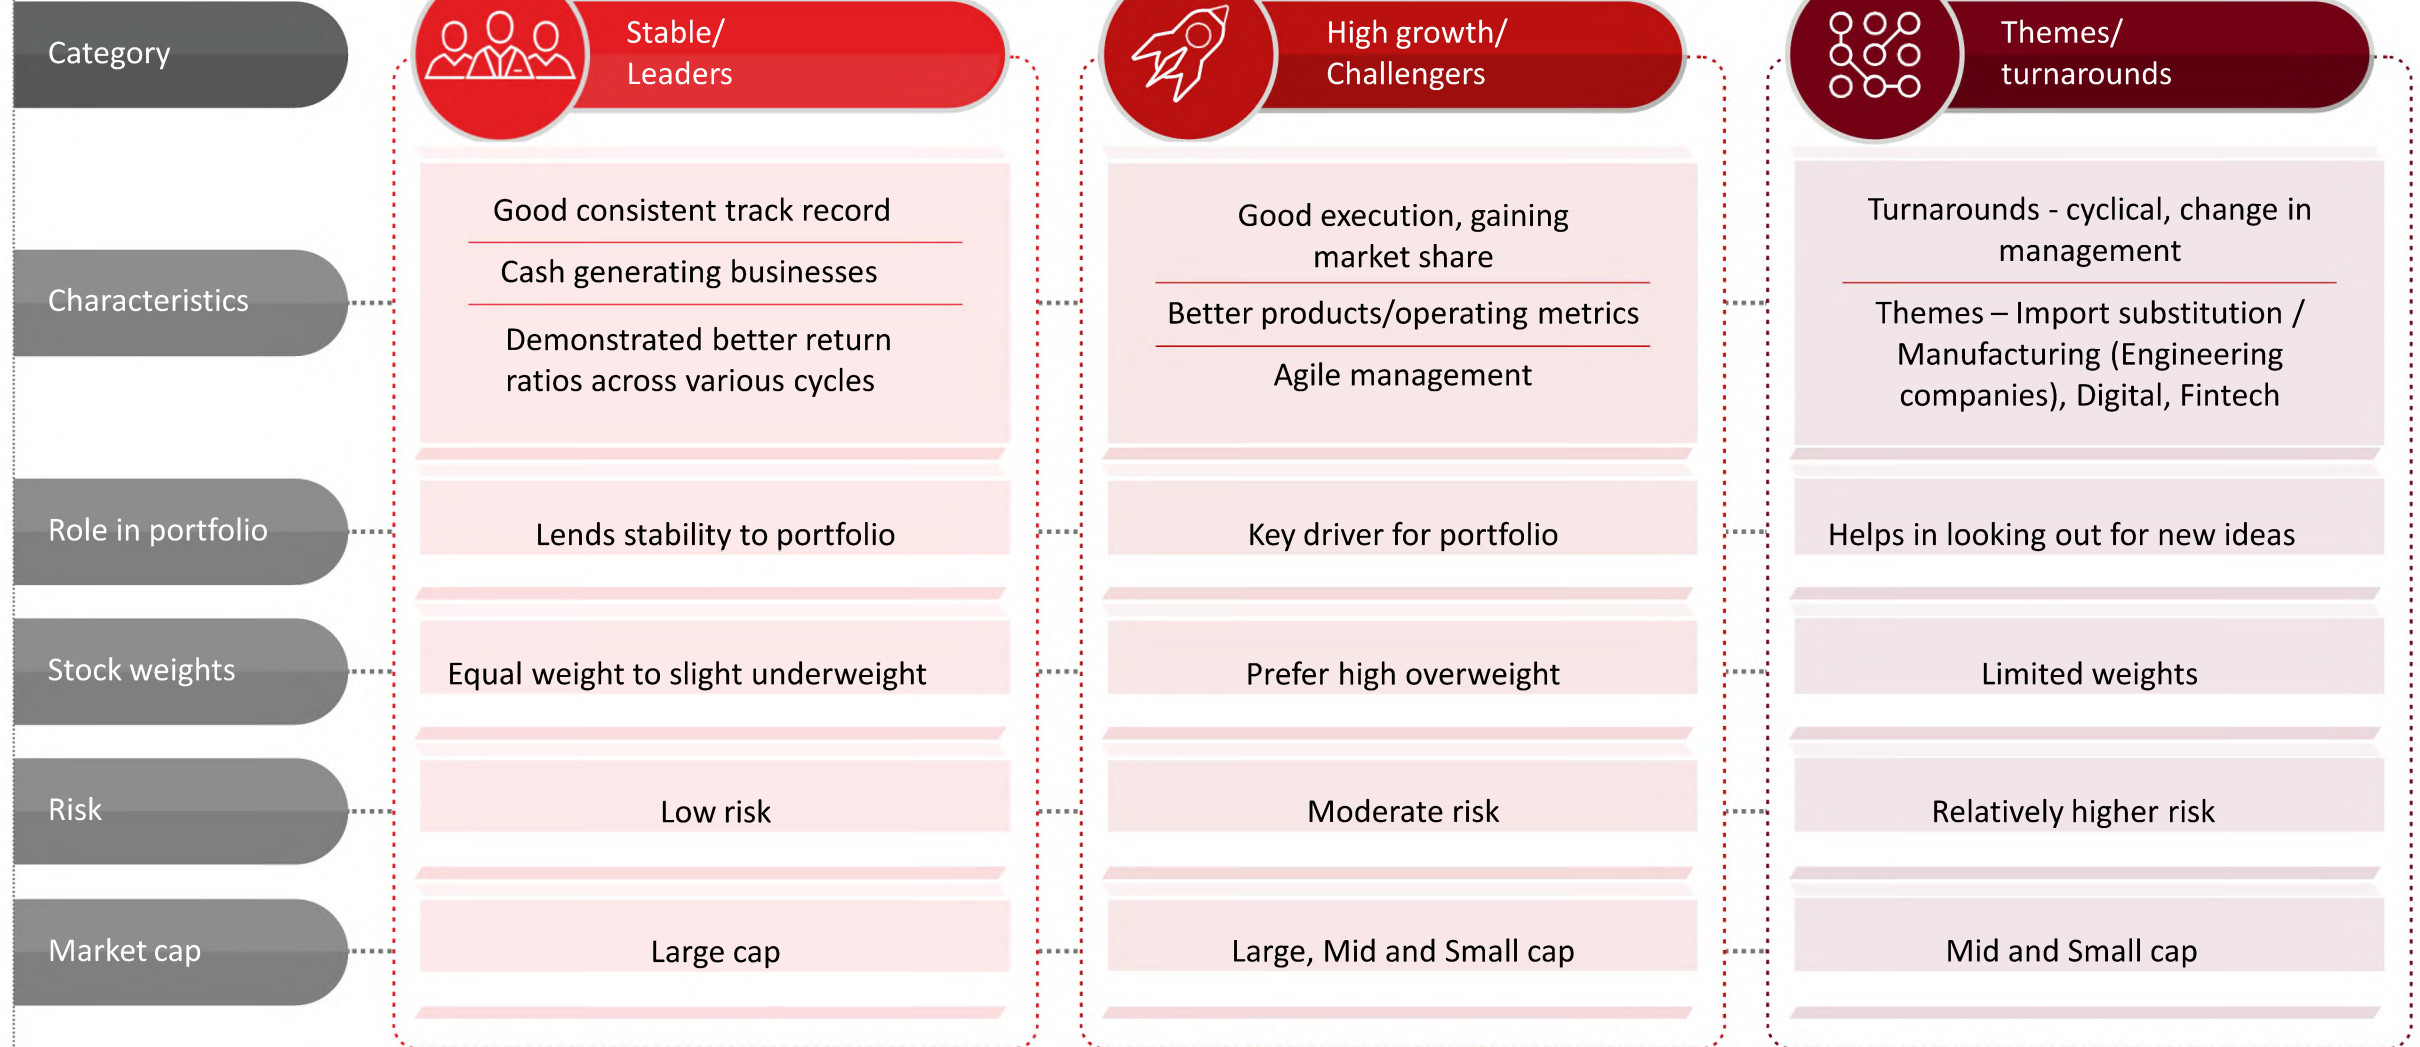 Category
Stable/
Leaders
High growth/
Challengers
Themes/
turnarounds
Characteristics
Good consistent track record
Cash generating businesses
Demonstrated better return
ratios across various cycles
Good execution, gaining
market share
Better products/operating metrics
Agile management
Turnarounds - cyclical, change in
management
Themes – Import substitution /
Manufacturing (Engineering
companies), Digital, Fintech
Role in portfolio
Lends stability to portfolio
Key driver for portfolio
Helps in looking out for new ideas
Stock weights
Equal weight to slight underweight
Prefer high overweight
Limited weights
Risk
Low risk
Moderate risk
Relatively higher risk
Market cap
Large cap
Large, Mid and Small cap
Mid and Small cap